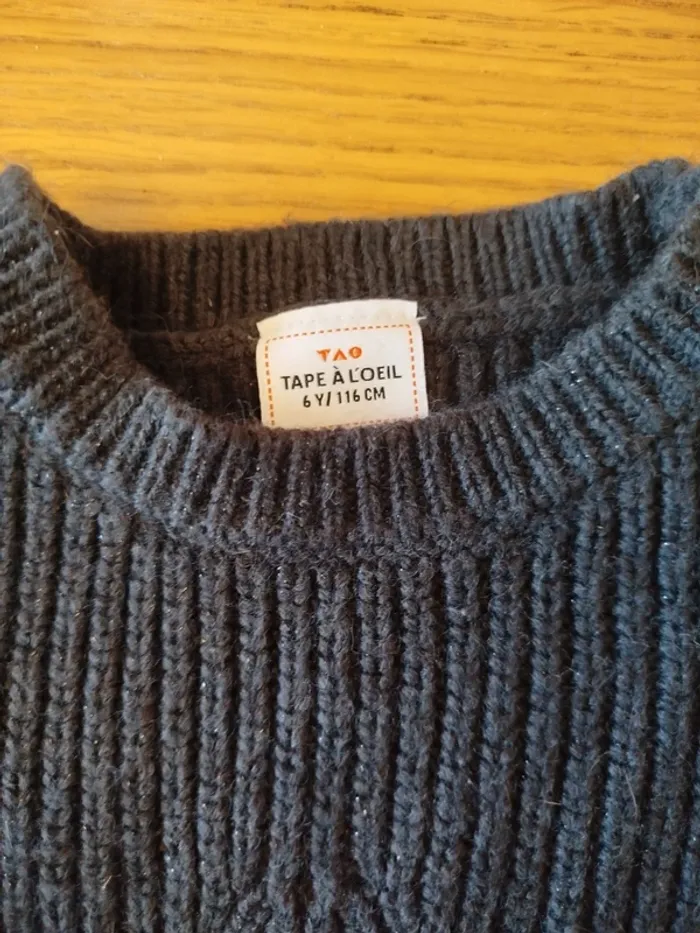 TAO
TAPE À L'OEIL
6 Y/ 116 CM